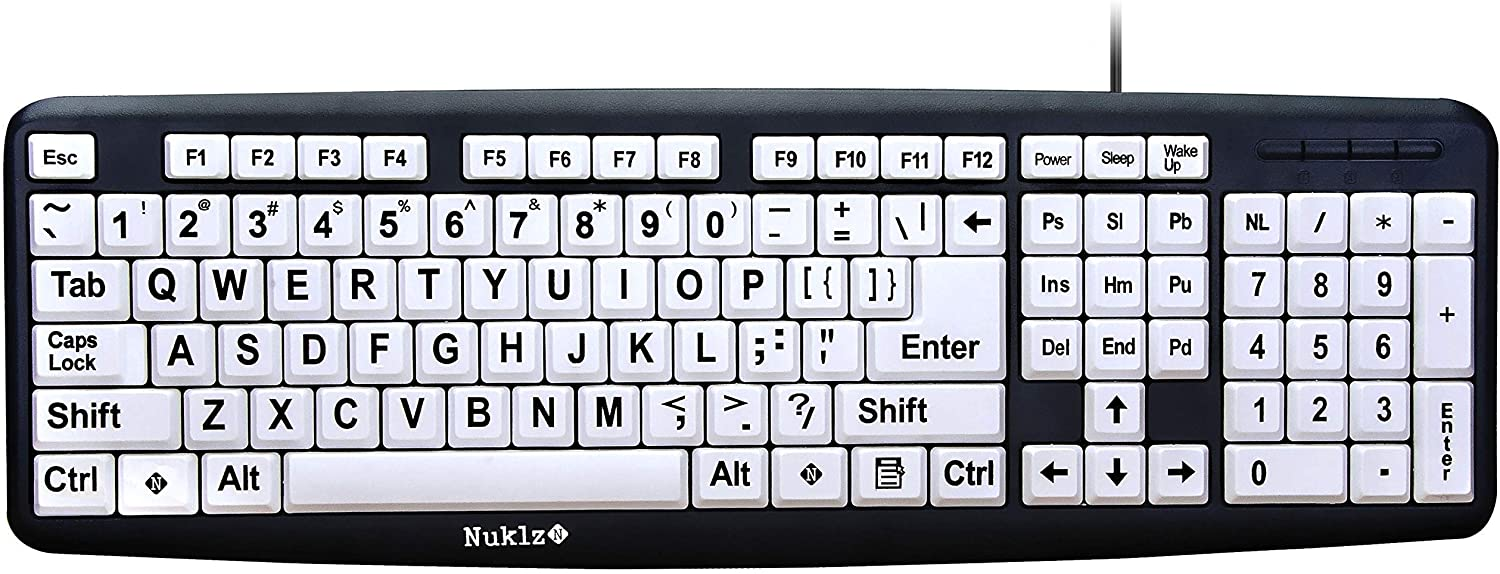 Esc F1 F2 F3 F4 F5 F6 F7 F8 F9 F10 F11 F12 Power Sleep Wake Up
~ ` 1 ! 2 @ 3 # 4 $ 5 % 6 ^ 7 & 8 * 9 ( 0 ) — - + = \ | ← Ps Sl Pb NL / * -
Tab Q W E R T Y U I O P [ { ] } Ins Hm Pu 7 8 9 +
Caps Lock A S D F G H J K L ; : ' " Enter Del End Pd 4 5 6
Shift Z X C V B N M < , > . ? / Shift ↑ 1 2 3 Enter
Ctrl N Alt Alt N Ctrl ← ↓ → 0 -
Nuklz N